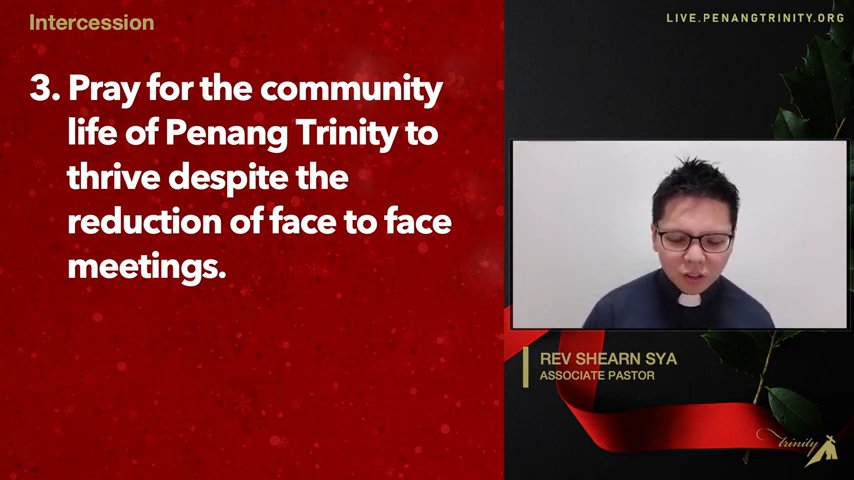 Intercession
3. Pray for the community
life of Penang Trinity to
thrive despite the
reduction of face to face
meetings.
LIVE.PENANGTRINITY.ORG
REV SHEARN SYA
ASSOCIATE PASTOR
trinity